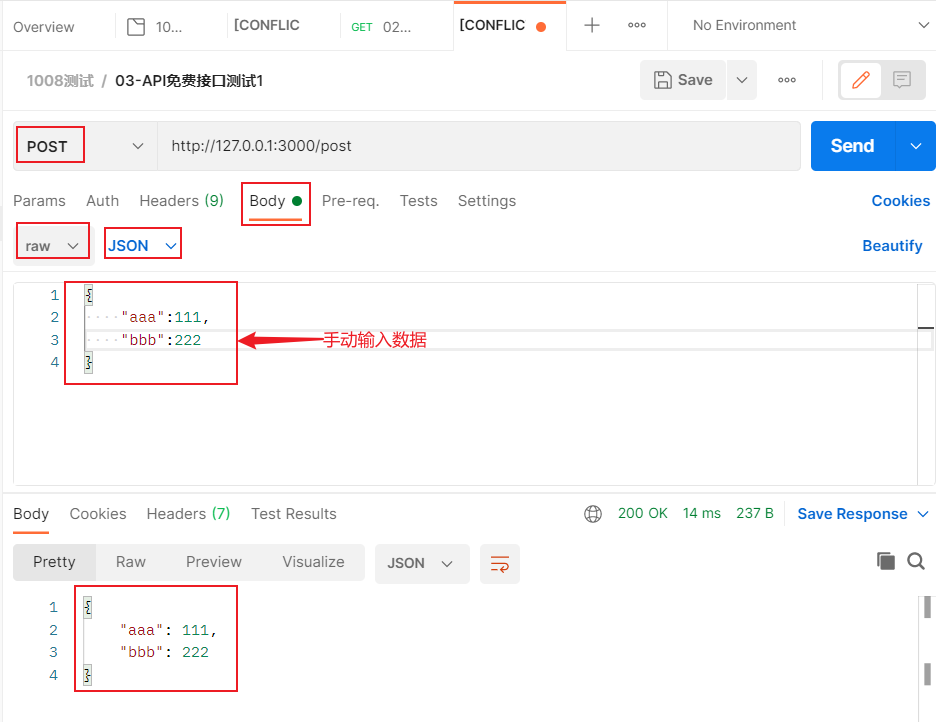 Overview 10... [CONFLIC GET 02... [CONFLIC No Environment
1008测试 / 03-API免费接口测试1 Save
POST http://127.0.0.1:3000/post Send
Params Auth Headers (9) Body Pre-req. Tests Settings Cookies
raw JSON Beautify
1 {
2 ····"aaa":111,
3 ····"bbb":222 手动输入数据
4 }
Body Cookies Headers (7) Test Results 200 OK 14 ms 237 B Save Response
Pretty Raw Preview Visualize JSON
1 {
2 "aaa": 111,
3 "bbb": 222
4 }